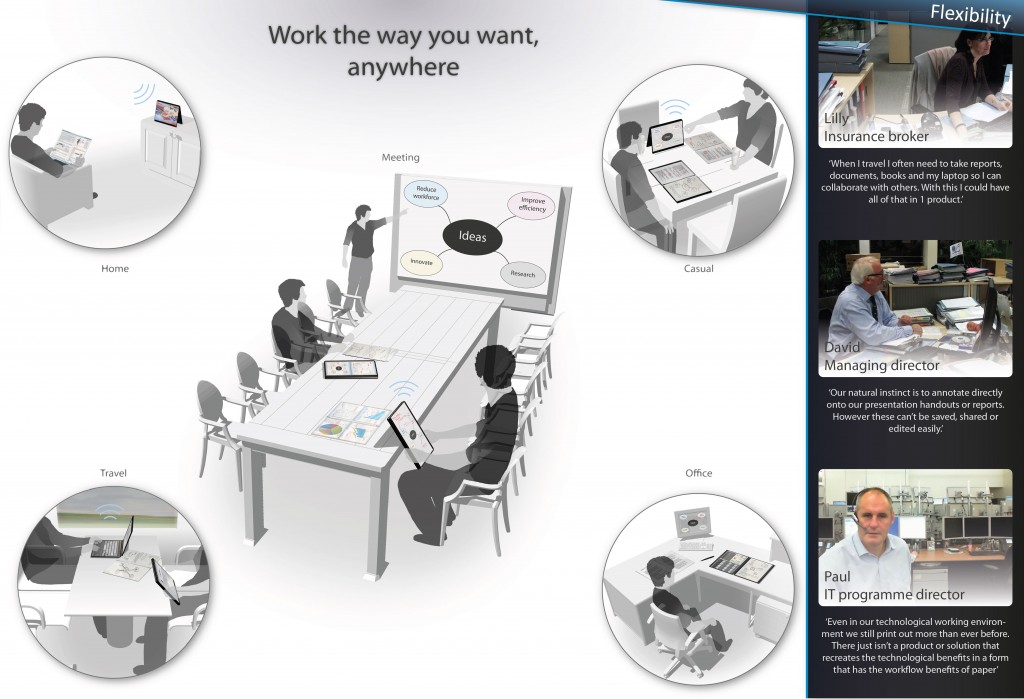 Work the way you want,
anywhere
Flexibility
Home
Meeting
Reduce
workforce
Improve
efficiency
Ideas
Innovate
Research
Casual
Travel
Office
Lilly
Insurance broker
'When I travel I often need to take reports,
documents, books and my laptop so I can
collaborate with others. With this I could have
all of that in 1 product.'
David
Managing director
'Our natural instinct is to annotate directly
onto our presentation handouts or reports.
However these can't be saved, shared or
edited easily.'
Paul
IT programme director
'Even in our technological working environ-
ment we still print out more than ever before.
There just isn't a product or solution that
recreates the technological benefits in a form
that has the workflow benefits of paper'